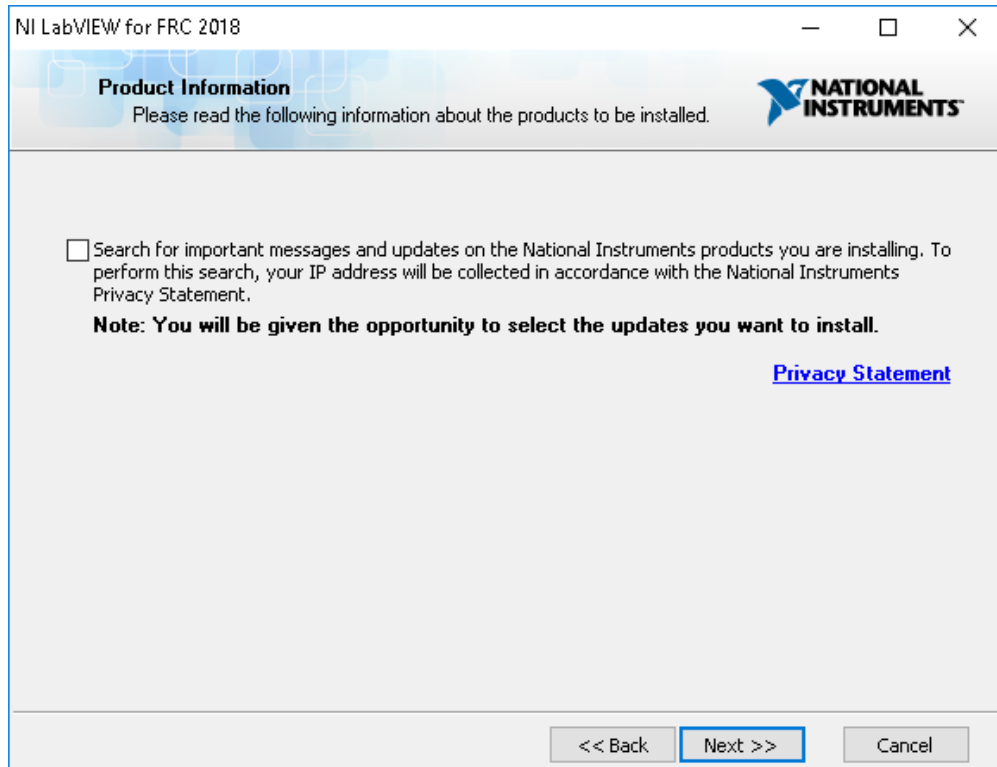 NI LabVIEW for FRC 2018
Product Information
Please read the following information about the products to be installed.
NATIONAL
INSTRUMENTS™
Search for important messages and updates on the National Instruments products you are installing. To
perform this search, your IP address will be collected in accordance with the National Instruments
Privacy Statement.
Note: You will be given the opportunity to select the updates you want to install.
Privacy Statement
<< Back
Next >>
Cancel